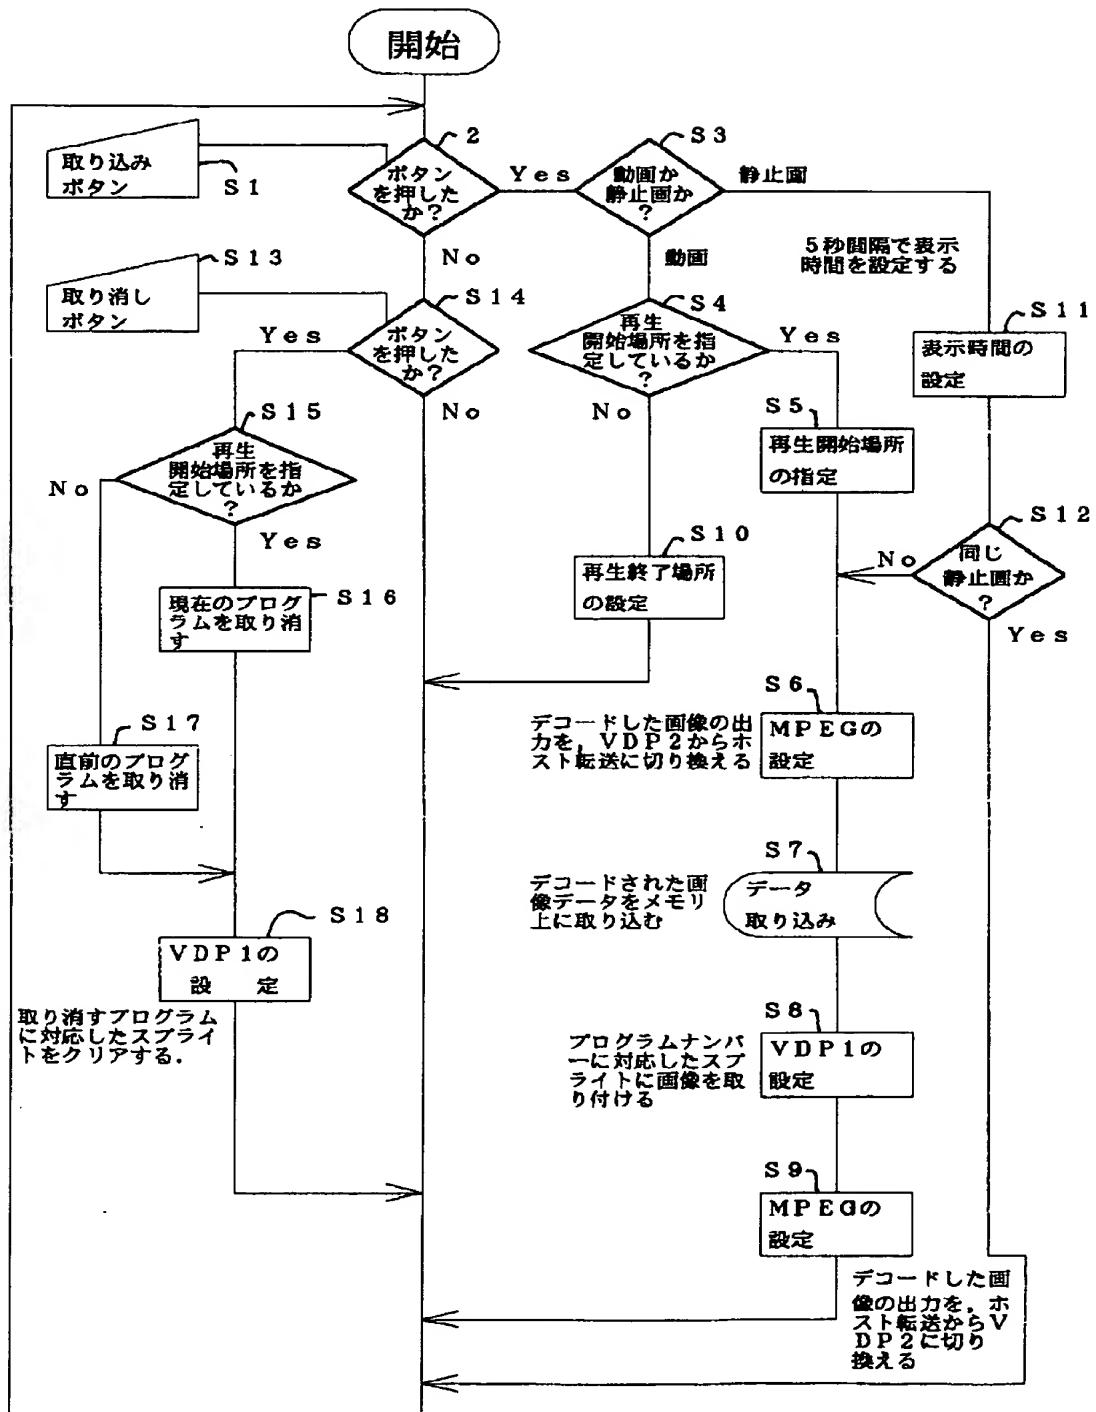 開始
2
取り込み
ボタン
S1
ボタン
を押した
か?
Yes
No
S3
動画か
静止画か
?
静止画
動画
S13
取り消し
ボタン
S14
ボタン
を押した
か?
Yes
No
S4
再生
開始場所を指
定しているか
?
Yes
No
5秒間隔で表示
時間を設定する
S11
表示時間の
設定
S5
再生開始場所
の指定
S15
再生
開始場所を指
定しているか
?
No
Yes
S10
再生終了場所
の設定
S12
同じ
静止画か
?
No
Yes
S16
現在のプログ
ラムを取り消
す
S17
直前のプログ
ラムを取り消
す
S6
MPEGの
設定
デコードした画像の出
力を,VDP2からホ
スト転送に切り換える
S7
データ
取り込み
デコードされた画
像データをメモリ
上に取り込む
S18
VDP1の
設 定
取り消すプログラム
に対応したスプライ
トをクリアする.
S8
VDP1の
設定
プログラムナンバ
ーに対応したスプ
ライトに画像を取
り付ける
S9
MPEGの
設定
デコードした画
像の出力を,ホ
スト転送からV
DP2に切り
換える